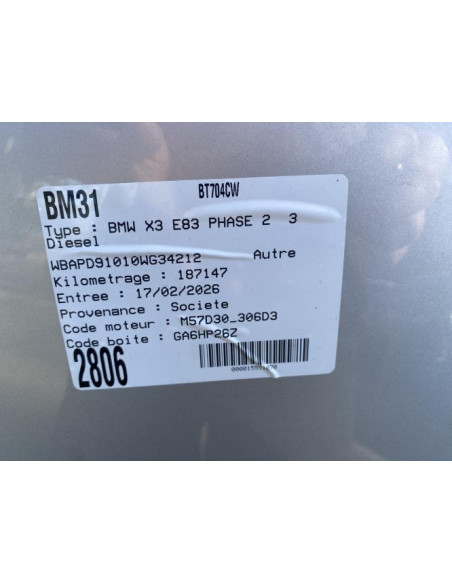 BT704CW
BM31
Type : BMW X3 E83 PHASE 2 3
Diesel
WBAPD91010WG34212 Autre
Kilometrage : 187147
Entree : 17/02/2026
Provenance : Societe
Code moteur : M57D30_306D3
Code boite : GA6HP26Z
2806